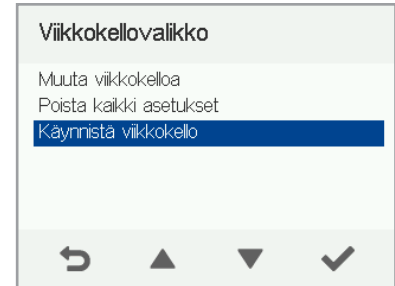 Viikkokellovalikko
Muuta viikkokelloa
Poista kaikki asetukset
Käynnistä viikkokello